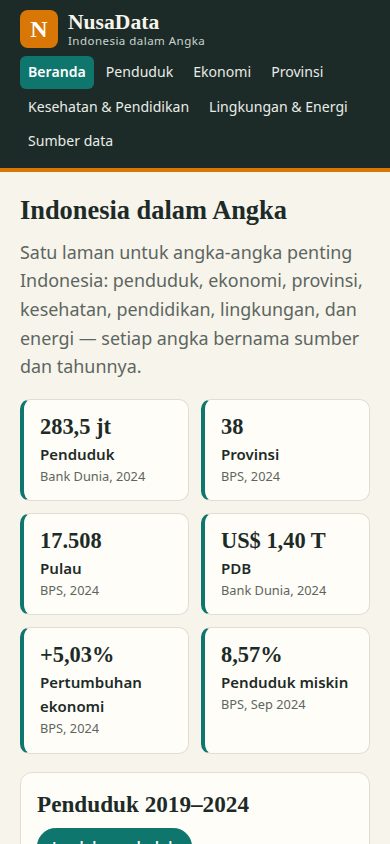 N
NusaData
Indonesia dalam Angka
Beranda Penduduk Ekonomi Provinsi
Kesehatan & Pendidikan Lingkungan & Energi
Sumber data
Indonesia dalam Angka
Satu laman untuk angka-angka penting
Indonesia: penduduk, ekonomi, provinsi,
kesehatan, pendidikan, lingkungan, dan
energi — setiap angka bernama sumber
dan tahunnya.
283,5 jt
Penduduk
Bank Dunia, 2024
38
Provinsi
BPS, 2024
17.508
Pulau
BPS, 2024
US$ 1,40 T
PDB
Bank Dunia, 2024
+5,03%
Pertumbuhan
ekonomi
BPS, 2024
8,57%
Penduduk miskin
BPS, Sep 2024
Penduduk 2019–2024